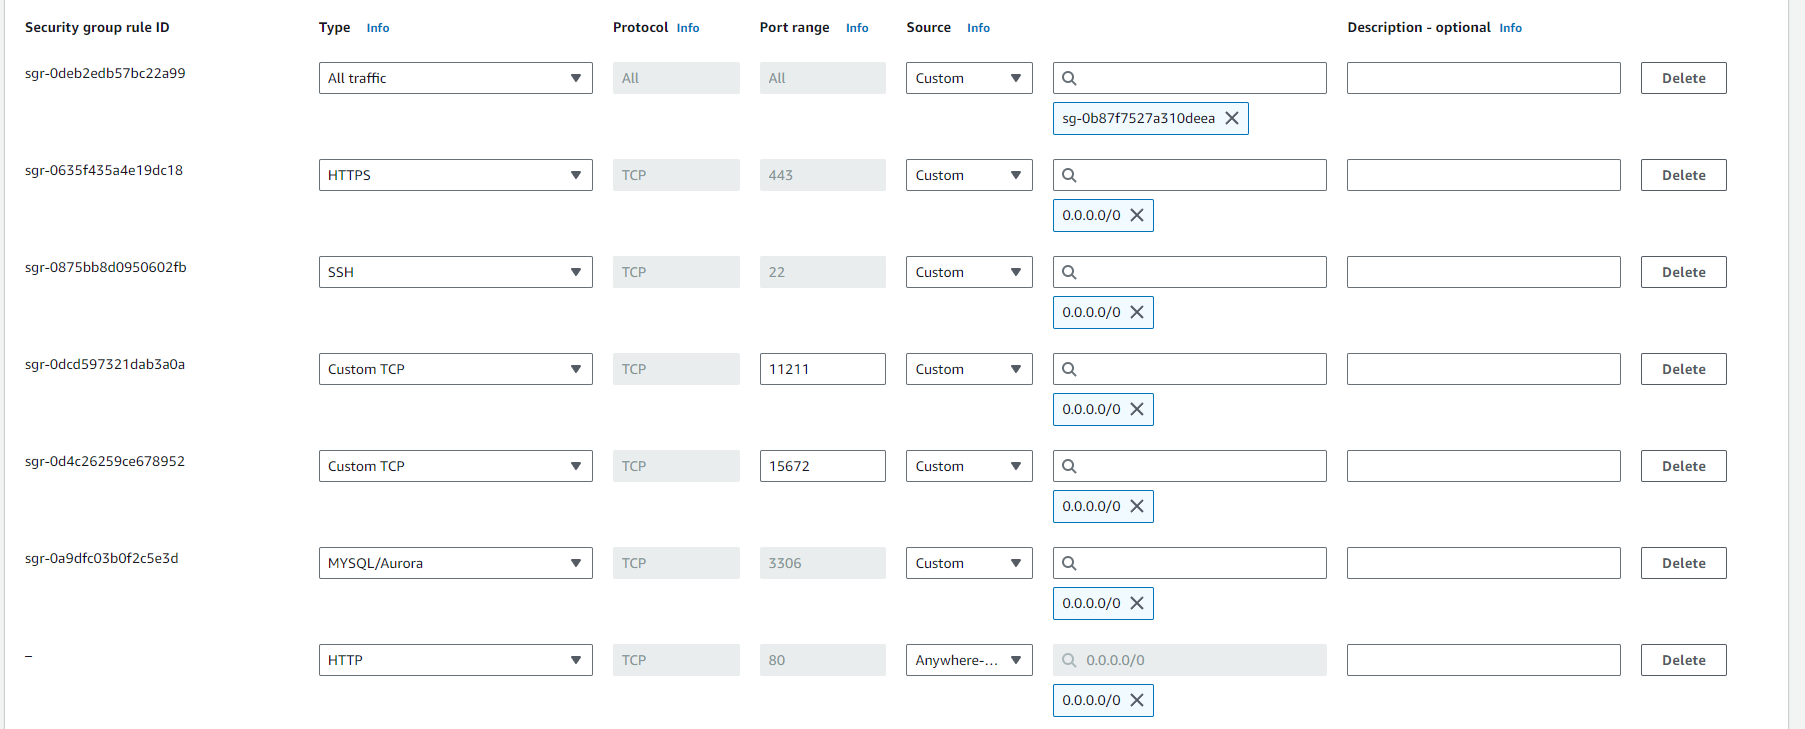 Security group rule ID Type Info Protocol Info Port range Info Source Info Description - optional Info
sgr-0deb2edb57bc22a99 All traffic All All Custom Delete
sg-0b87f7527a310deea
sgr-0635f435a4e19dc18 HTTPS TCP 443 Custom Delete
0.0.0.0/0
sgr-0875bb8d0950602fb SSH TCP 22 Custom Delete
0.0.0.0/0
sgr-0dcd597321dab3a0a Custom TCP TCP 11211 Custom Delete
0.0.0.0/0
sgr-0d4c26259ce678952 Custom TCP TCP 15672 Custom Delete
0.0.0.0/0
sgr-0a9dfc03b0f2c5e3d MYSQL/Aurora TCP 3306 Custom Delete
0.0.0.0/0
– HTTP TCP 80 Anywhere-... 0.0.0.0/0 Delete
0.0.0.0/0